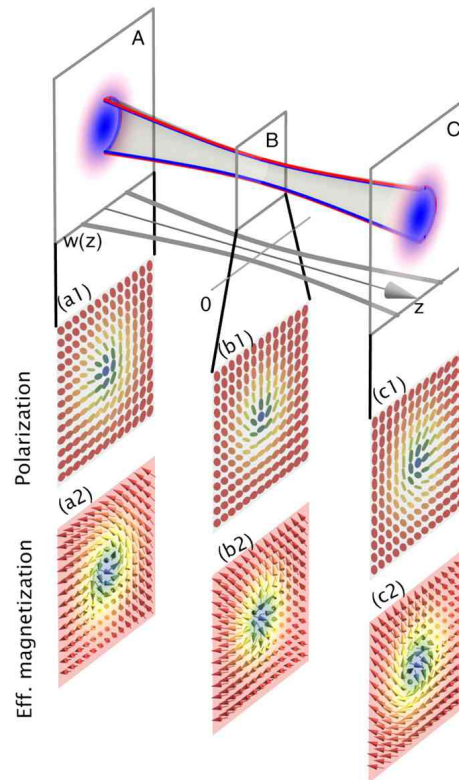 A
B
C
w(z)
0
z
(a1)
(b1)
(c1)
Polarization
(a2)
(b2)
(c2)
Eff. magnetization